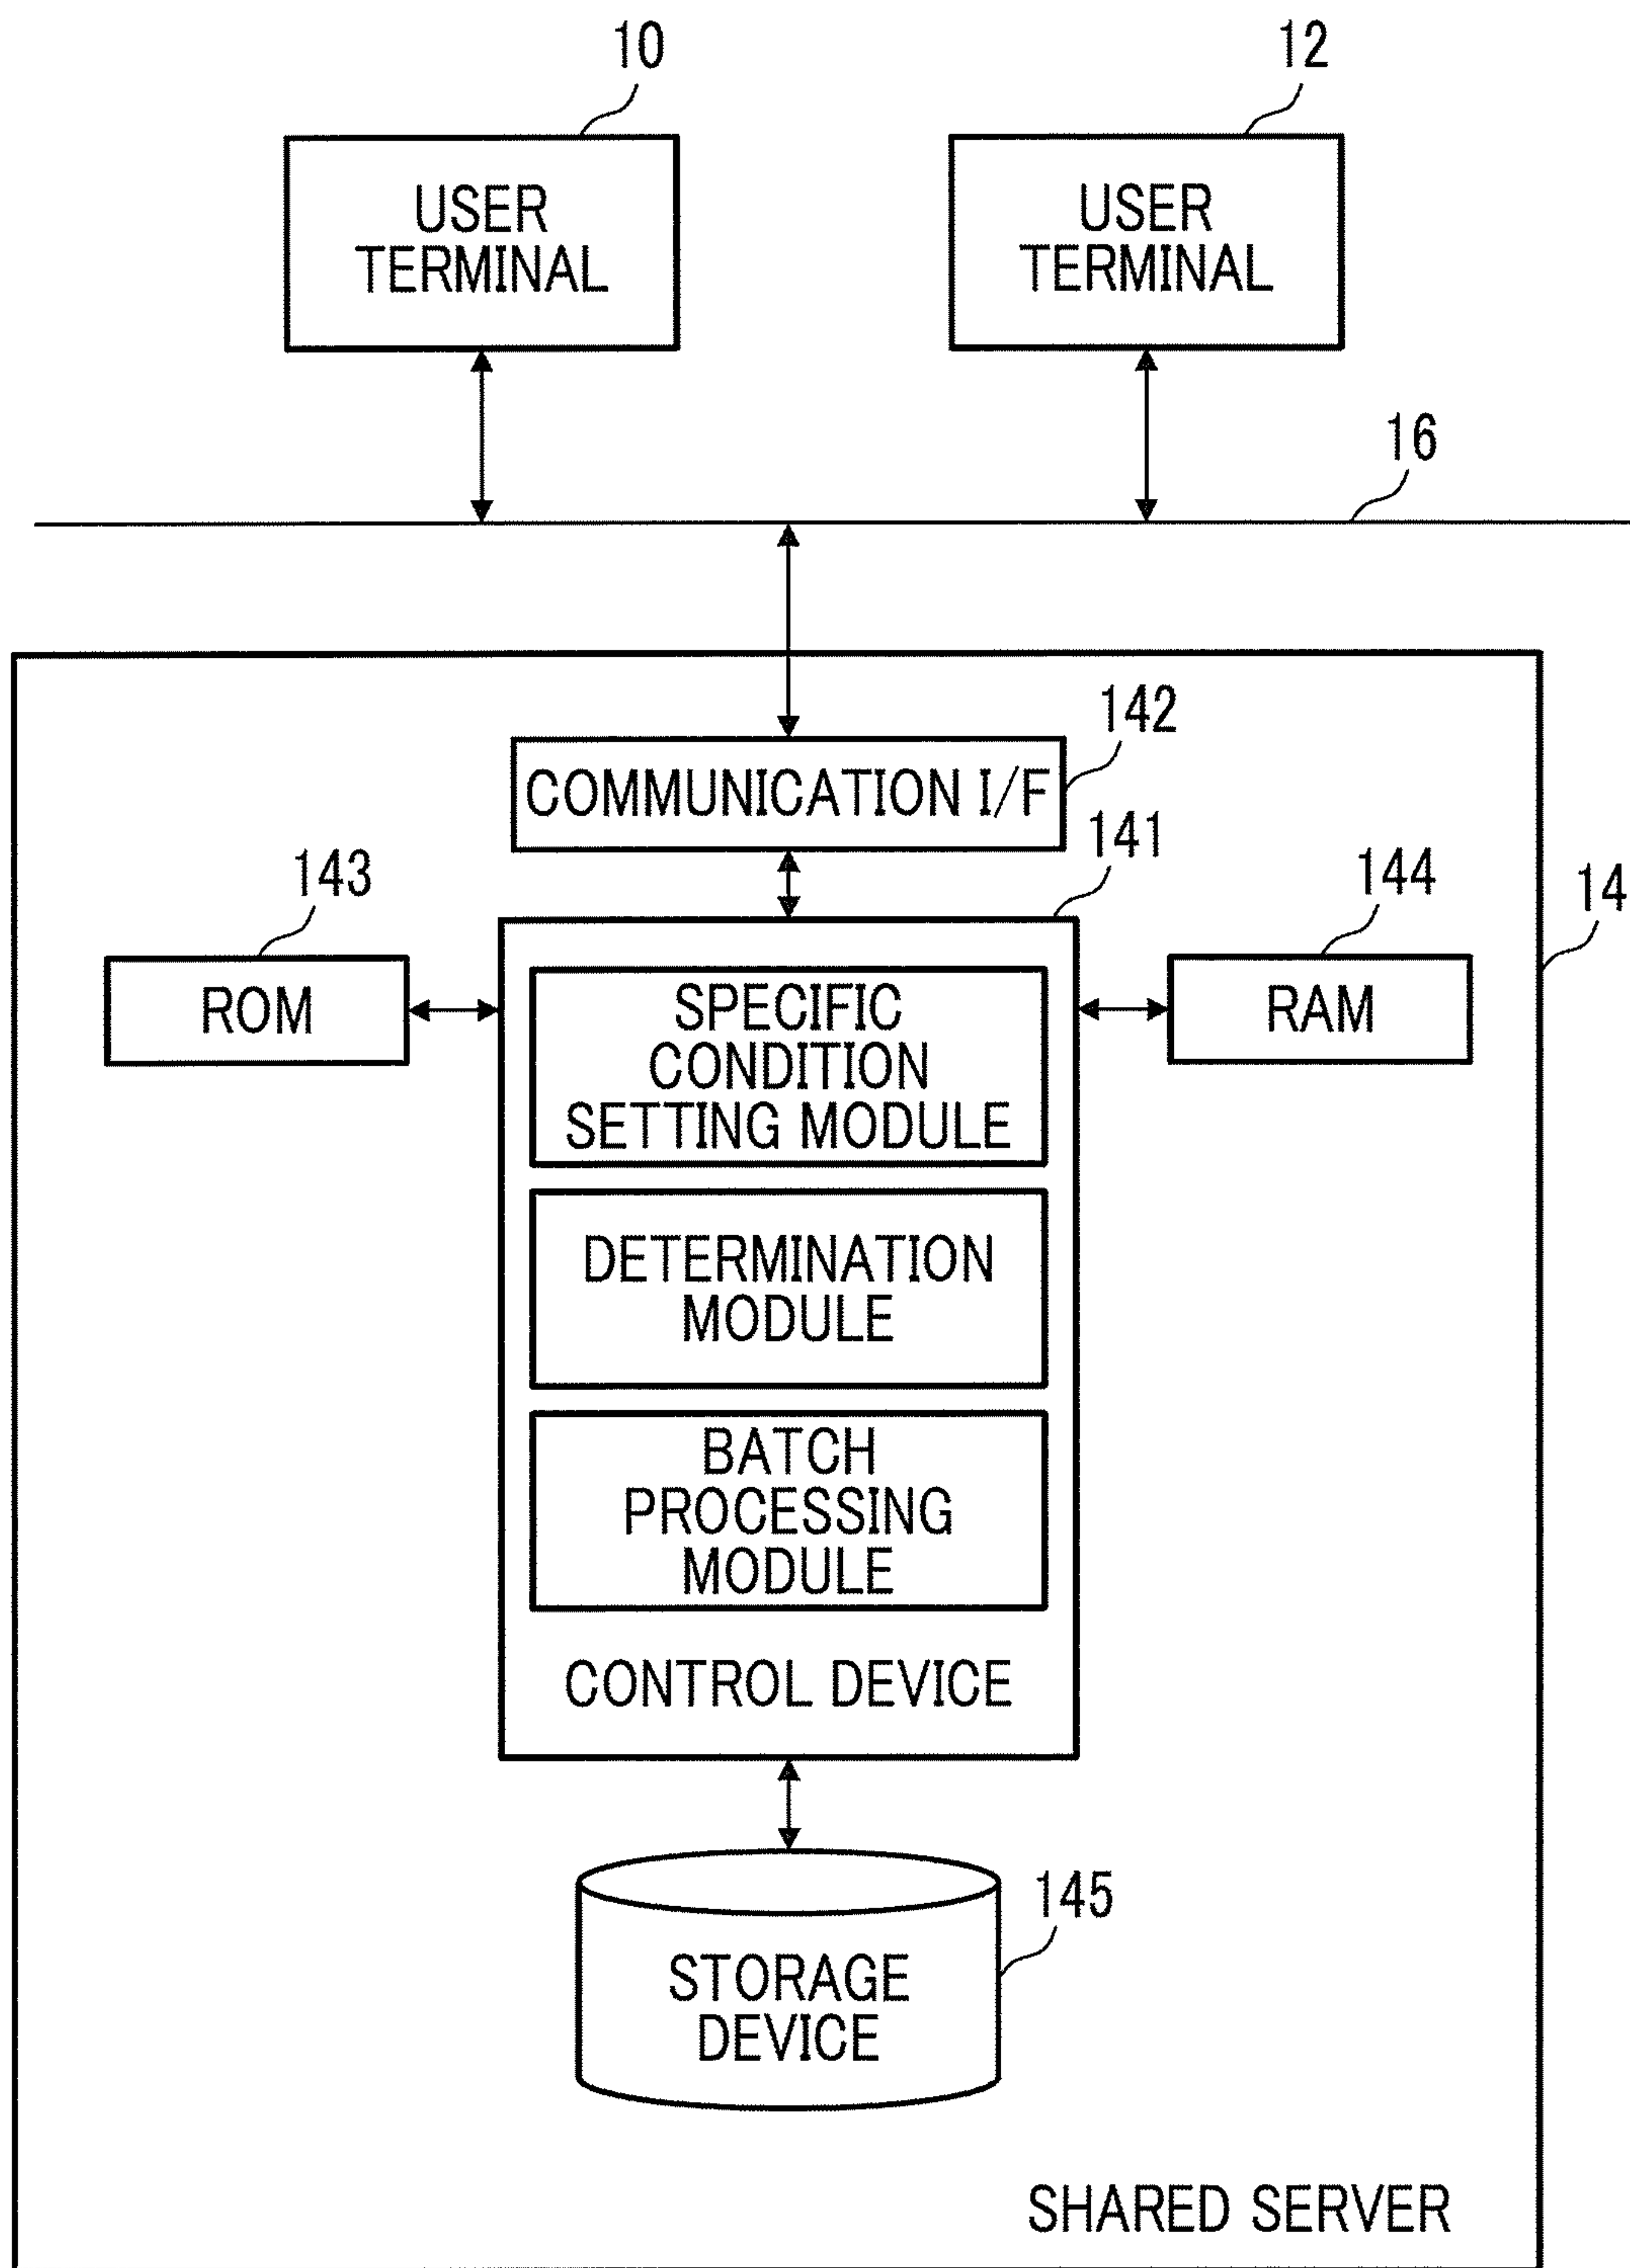 10
12
USER
TERMINAL
USER
TERMINAL
16
142
COMMUNICATION I/F
141
143
144
14
ROM
RAM
SPECIFIC
CONDITION
SETTING MODULE
DETERMINATION
MODULE
BATCH
PROCESSING
MODULE
CONTROL DEVICE
145
STORAGE
DEVICE
SHARED SERVER